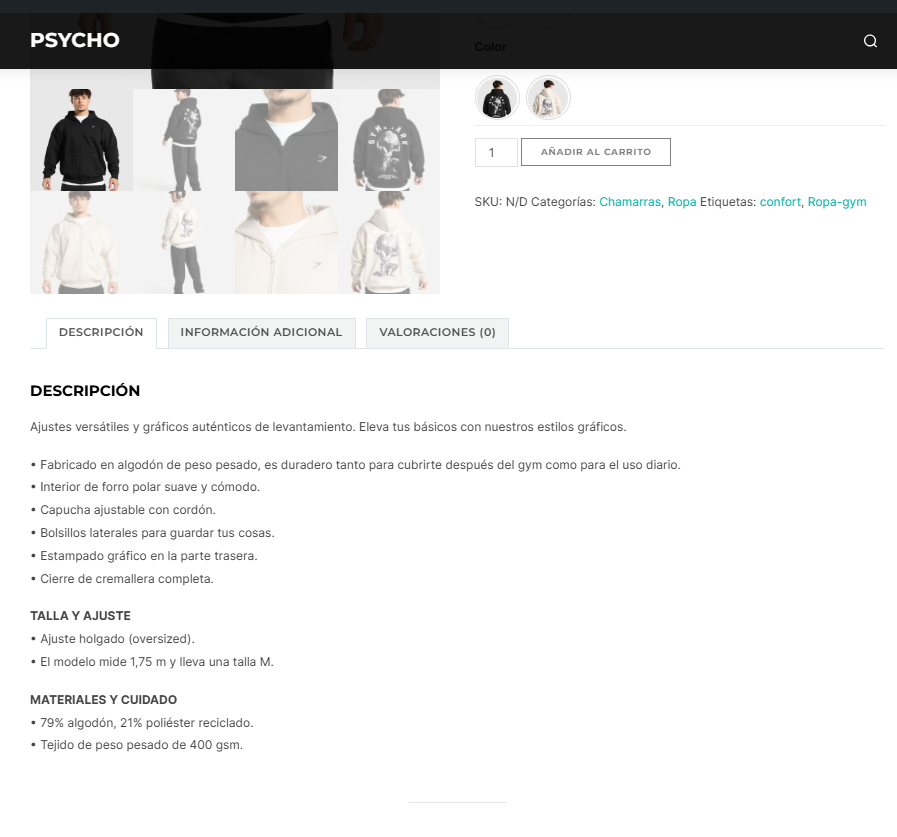 PSYCHO
Color
1
AÑADIR AL CARRITO
SKU: N/D Categorías: Chamarras, Ropa Etiquetas: confort, Ropa-gym
DESCRIPCIÓN
INFORMACIÓN ADICIONAL
VALORACIONES (0)
DESCRIPCIÓN
Ajustes versátiles y gráficos auténticos de levantamiento. Eleva tus básicos con nuestros estilos gráficos.
• Fabricado en algodón de peso pesado, es duradero tanto para cubrirte después del gym como para el uso diario.
• Interior de forro polar suave y cómodo.
• Capucha ajustable con cordón.
• Bolsillos laterales para guardar tus cosas.
• Estampado gráfico en la parte trasera.
• Cierre de cremallera completa.
TALLA Y AJUSTE
• Ajuste holgado (oversized).
• El modelo mide 1,75 m y lleva una talla M.
MATERIALES Y CUIDADO
• 79% algodón, 21% poliéster reciclado.
• Tejido de peso pesado de 400 gsm.